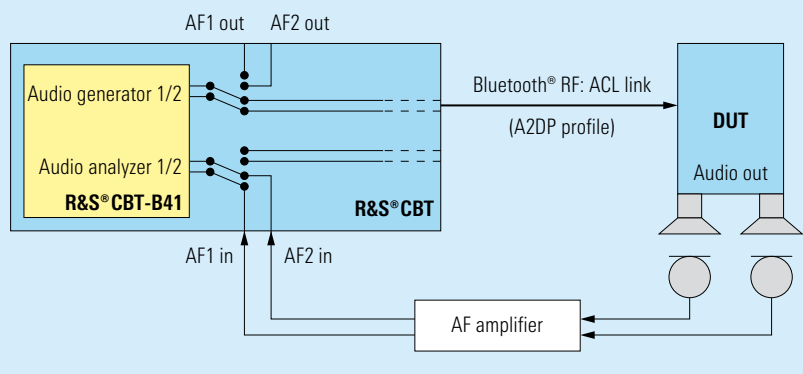 AF1 out AF2 out
Audio generator 1/2
Audio analyzer 1/2
R&S®CBT-B41
R&S®CBT
Bluetooth® RF: ACL link
(A2DP profile)
DUT
Audio out
AF1 in AF2 in
AF amplifier